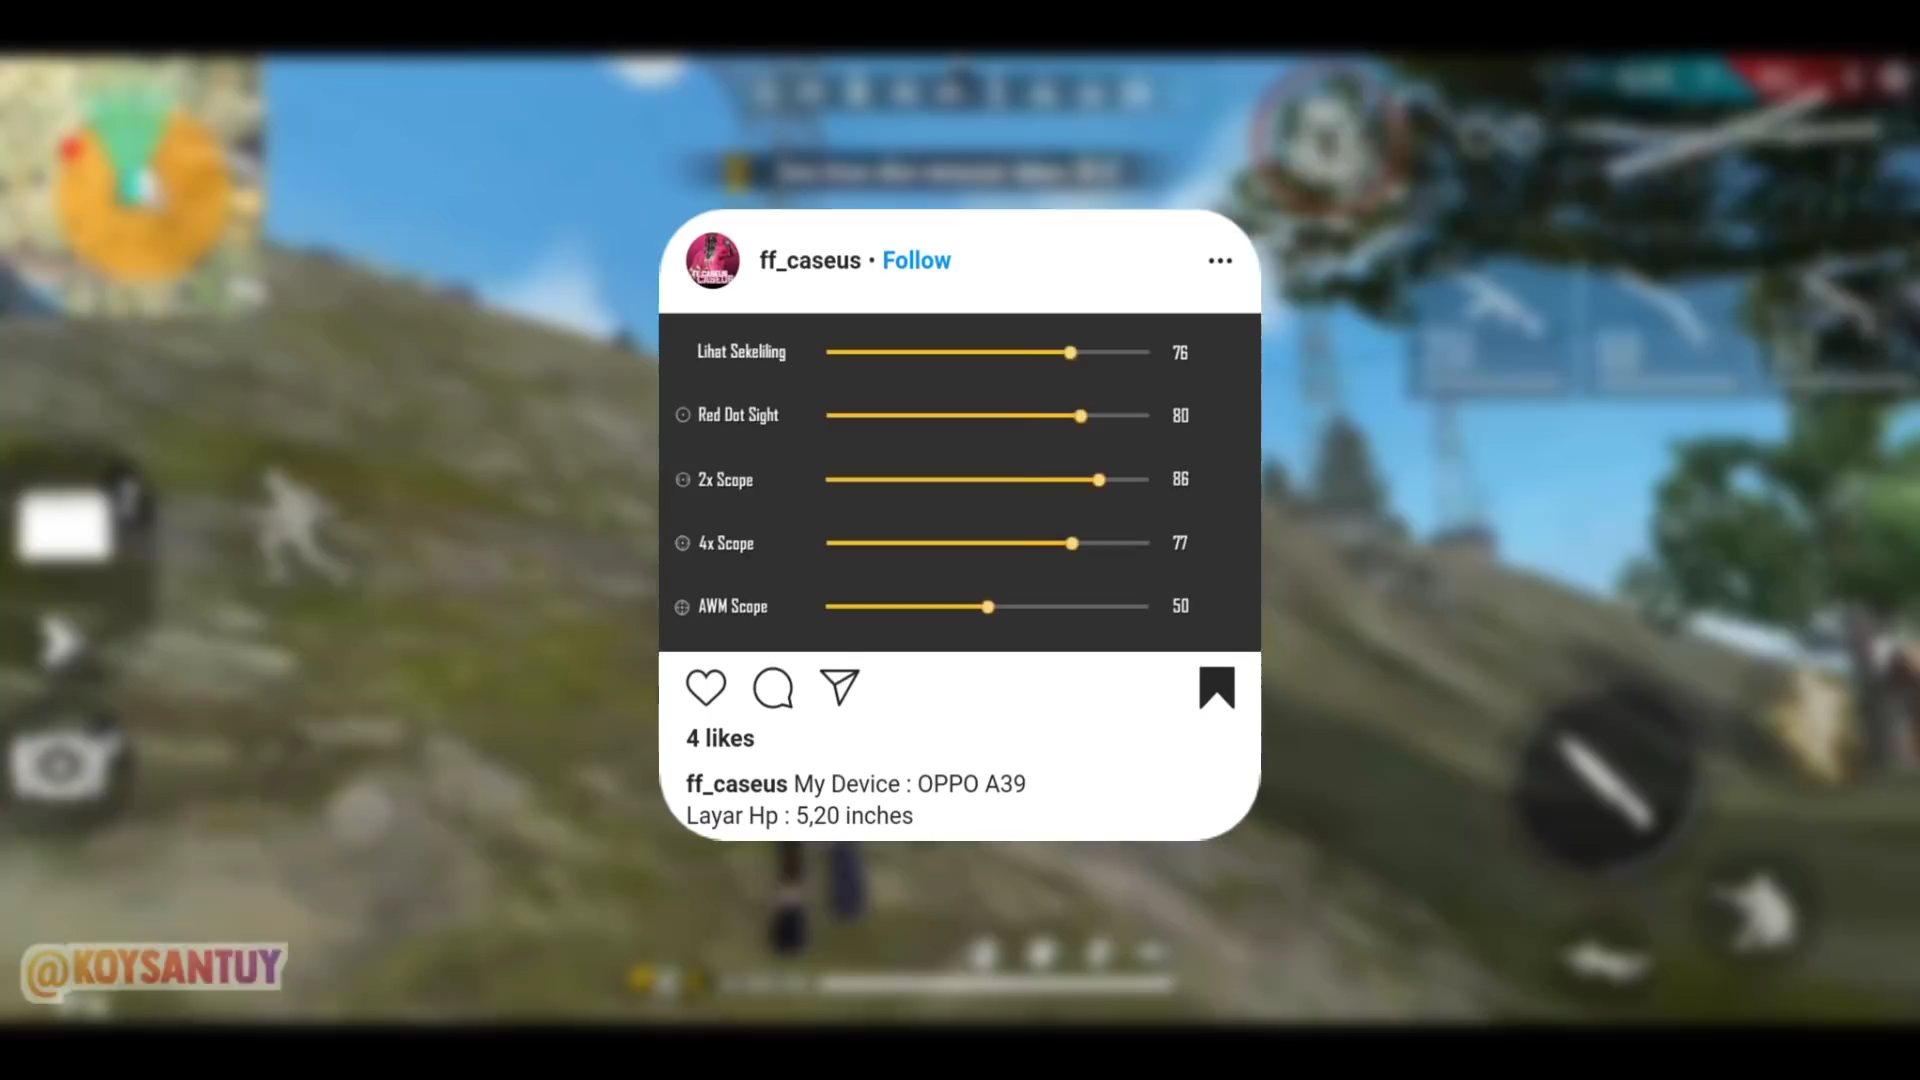 ff_caseus • Follow
Lihat Sekeliling 76
Red Dot Sight 80
2x Scope 86
4x Scope 77
AWM Scope 50
4 likes
ff_caseus My Device : OPPO A39
Layar Hp : 5,20 inches
@KOYSANTUY